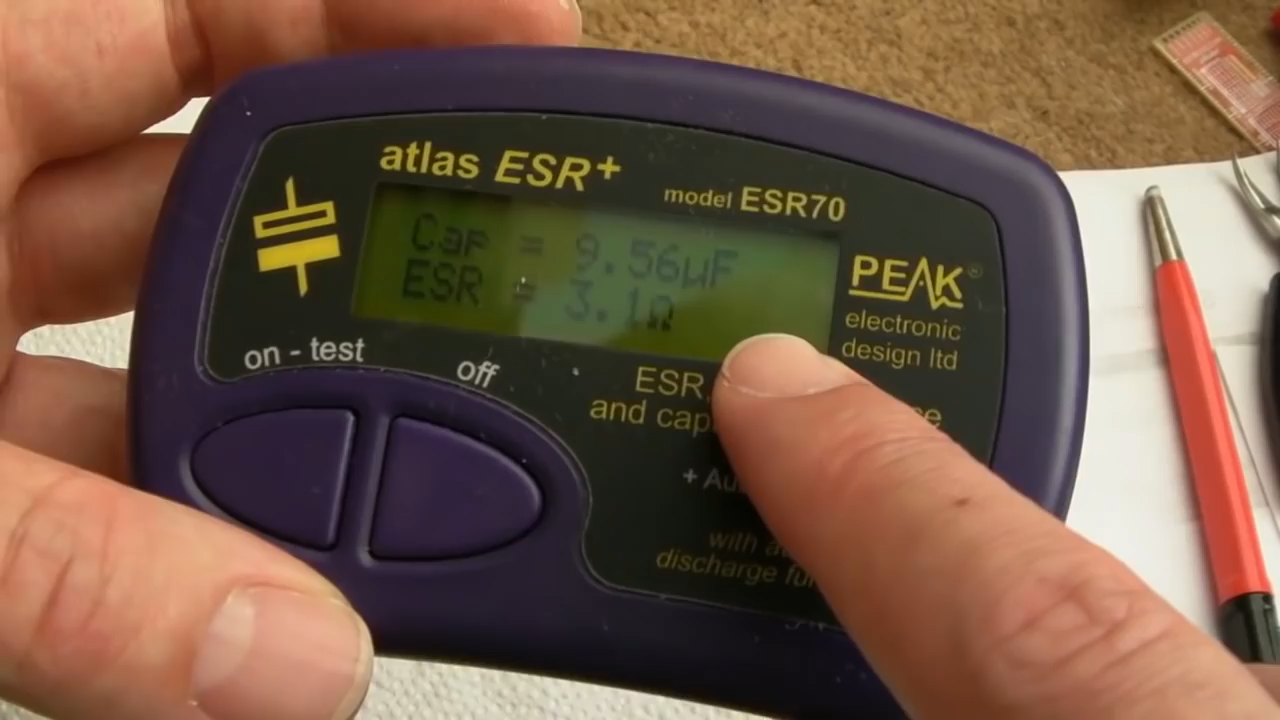 atlas ESR+
model ESR70
Cap = 9.56µF
ESR = 3.1Ω
PEAK®
electronic
design ltd
on - test
off
ESR
and cap
+ Au
with
discharge